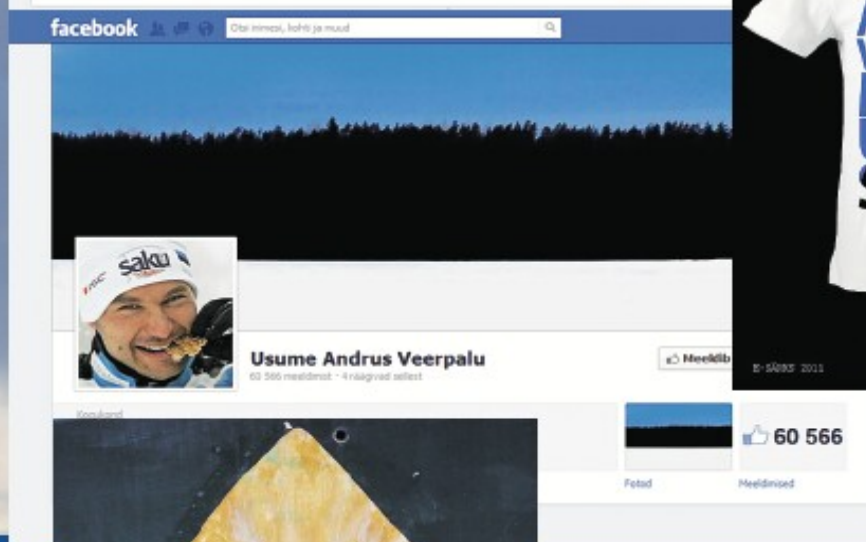 facebook
Otsi inimesi, kohti ja muud
saku
Usume Andrus Veerpalu
60 566 meeldimist · 4 räägivad sellest
Meeldib
E-SÄRKS 2011
Kogukond
60 566
Fotod
Meeldimised